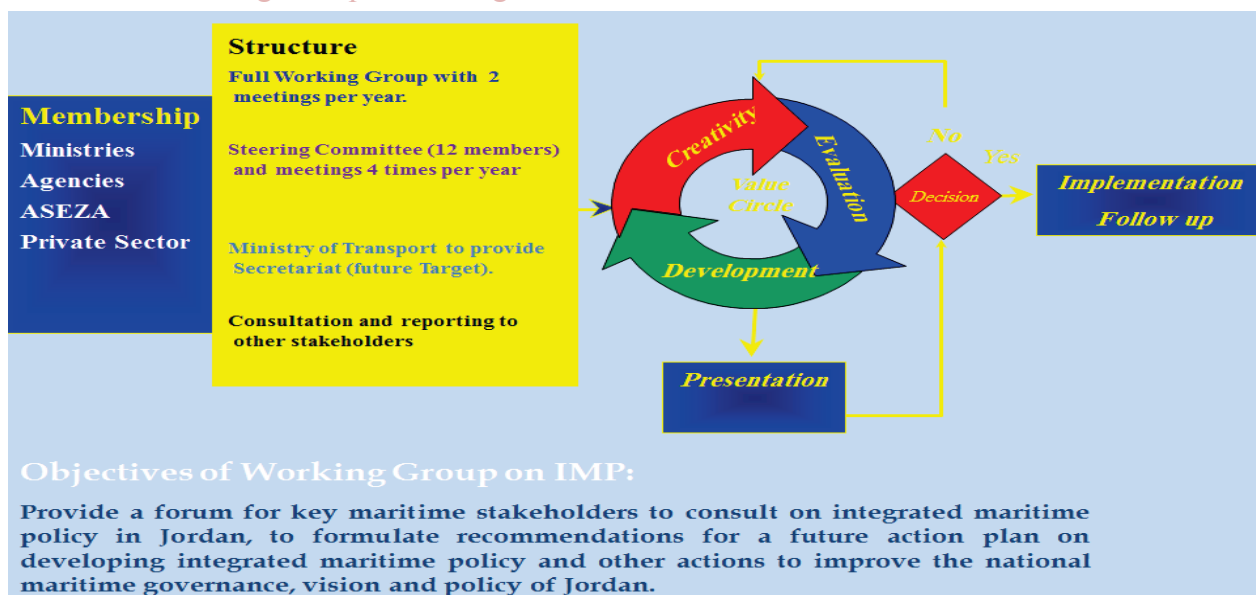 Structure
Full Working Group with 2
meetings per year.
Membership
Ministries
Agencies
ASEZA
Private Sector
Steering Committee (12 members)
and meetings 4 times per year
Ministry of Transport to provide
Secretariat (future Target).
Consultation and reporting to
other stakeholders
Creativity
Evaluation
Development
Value
Circle
No
Yes
Decision
Implementation
Follow up
Presentation
Objectives of Working Group on IMP:
Provide a forum for key maritime stakeholders to consult on integrated maritime
policy in Jordan, to formulate recommendations for a future action plan on
developing integrated maritime policy and other actions to improve the national
maritime governance, vision and policy of Jordan.